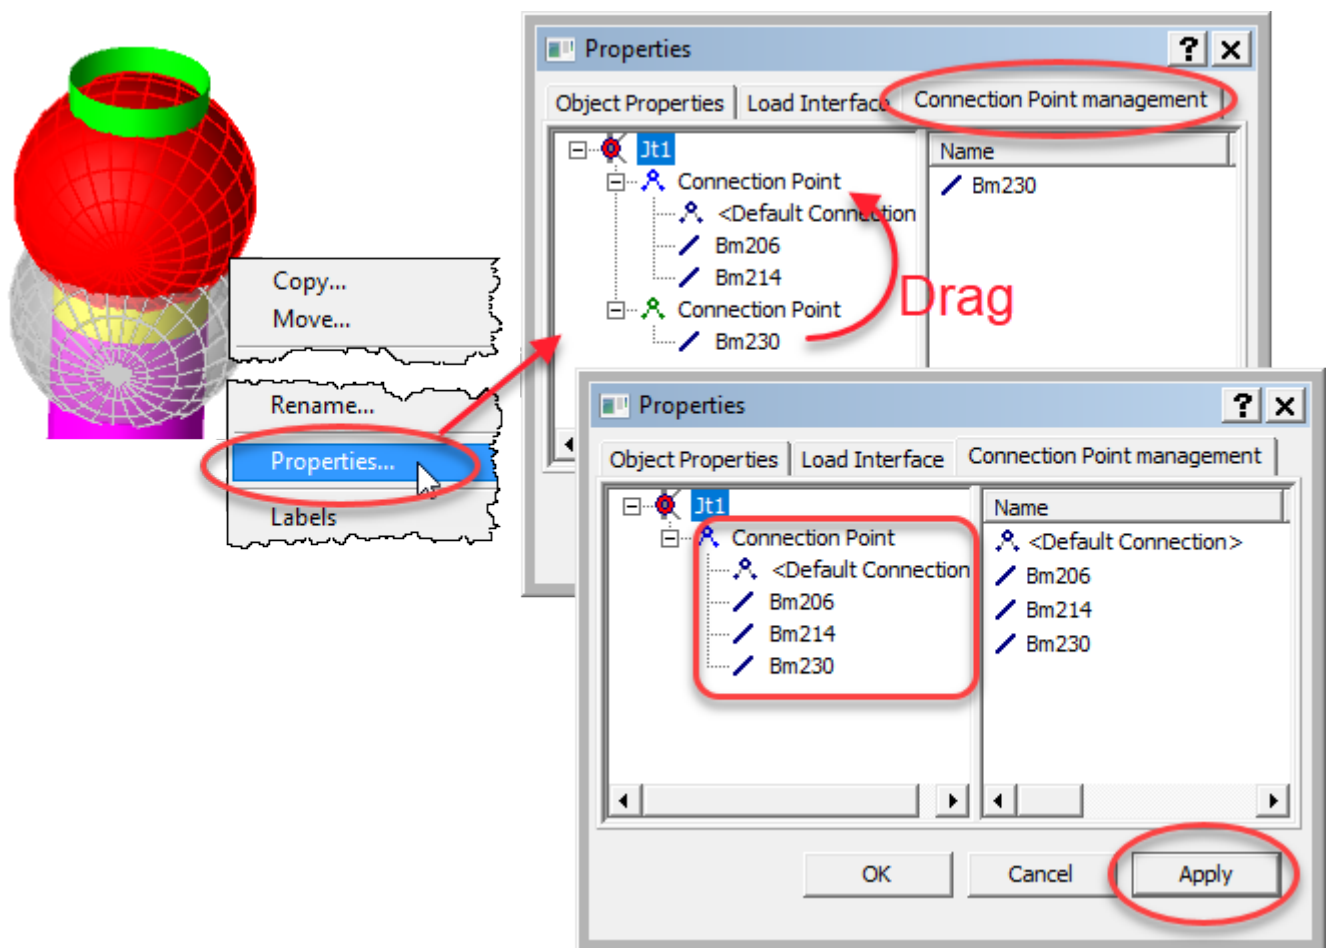 Copy...
Move...
Rename...
Properties...
Labels
Properties
?
Object Properties
Load Interface
Connection Point management
Jt1
Connection Point
<Default Connection
Bm206
Bm214
Connection Point
Bm230
Name
Bm230
Drag
Properties
?
Object Properties
Load Interface
Connection Point management
Jt1
Connection Point
<Default Connection
Bm206
Bm214
Bm230
Name
<Default Connection>
Bm206
Bm214
Bm230
OK
Cancel
Apply